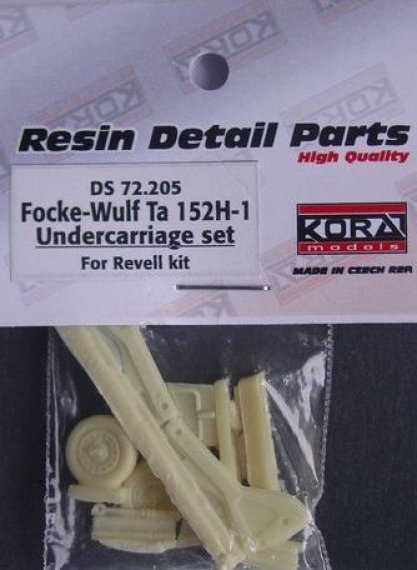 Resin Detail Parts
High Quality
DS 72.205
Focke-Wulf Ta 152H-1
Undercarriage set
For Revell kit
KORA
models
MADE IN CZECH REP.